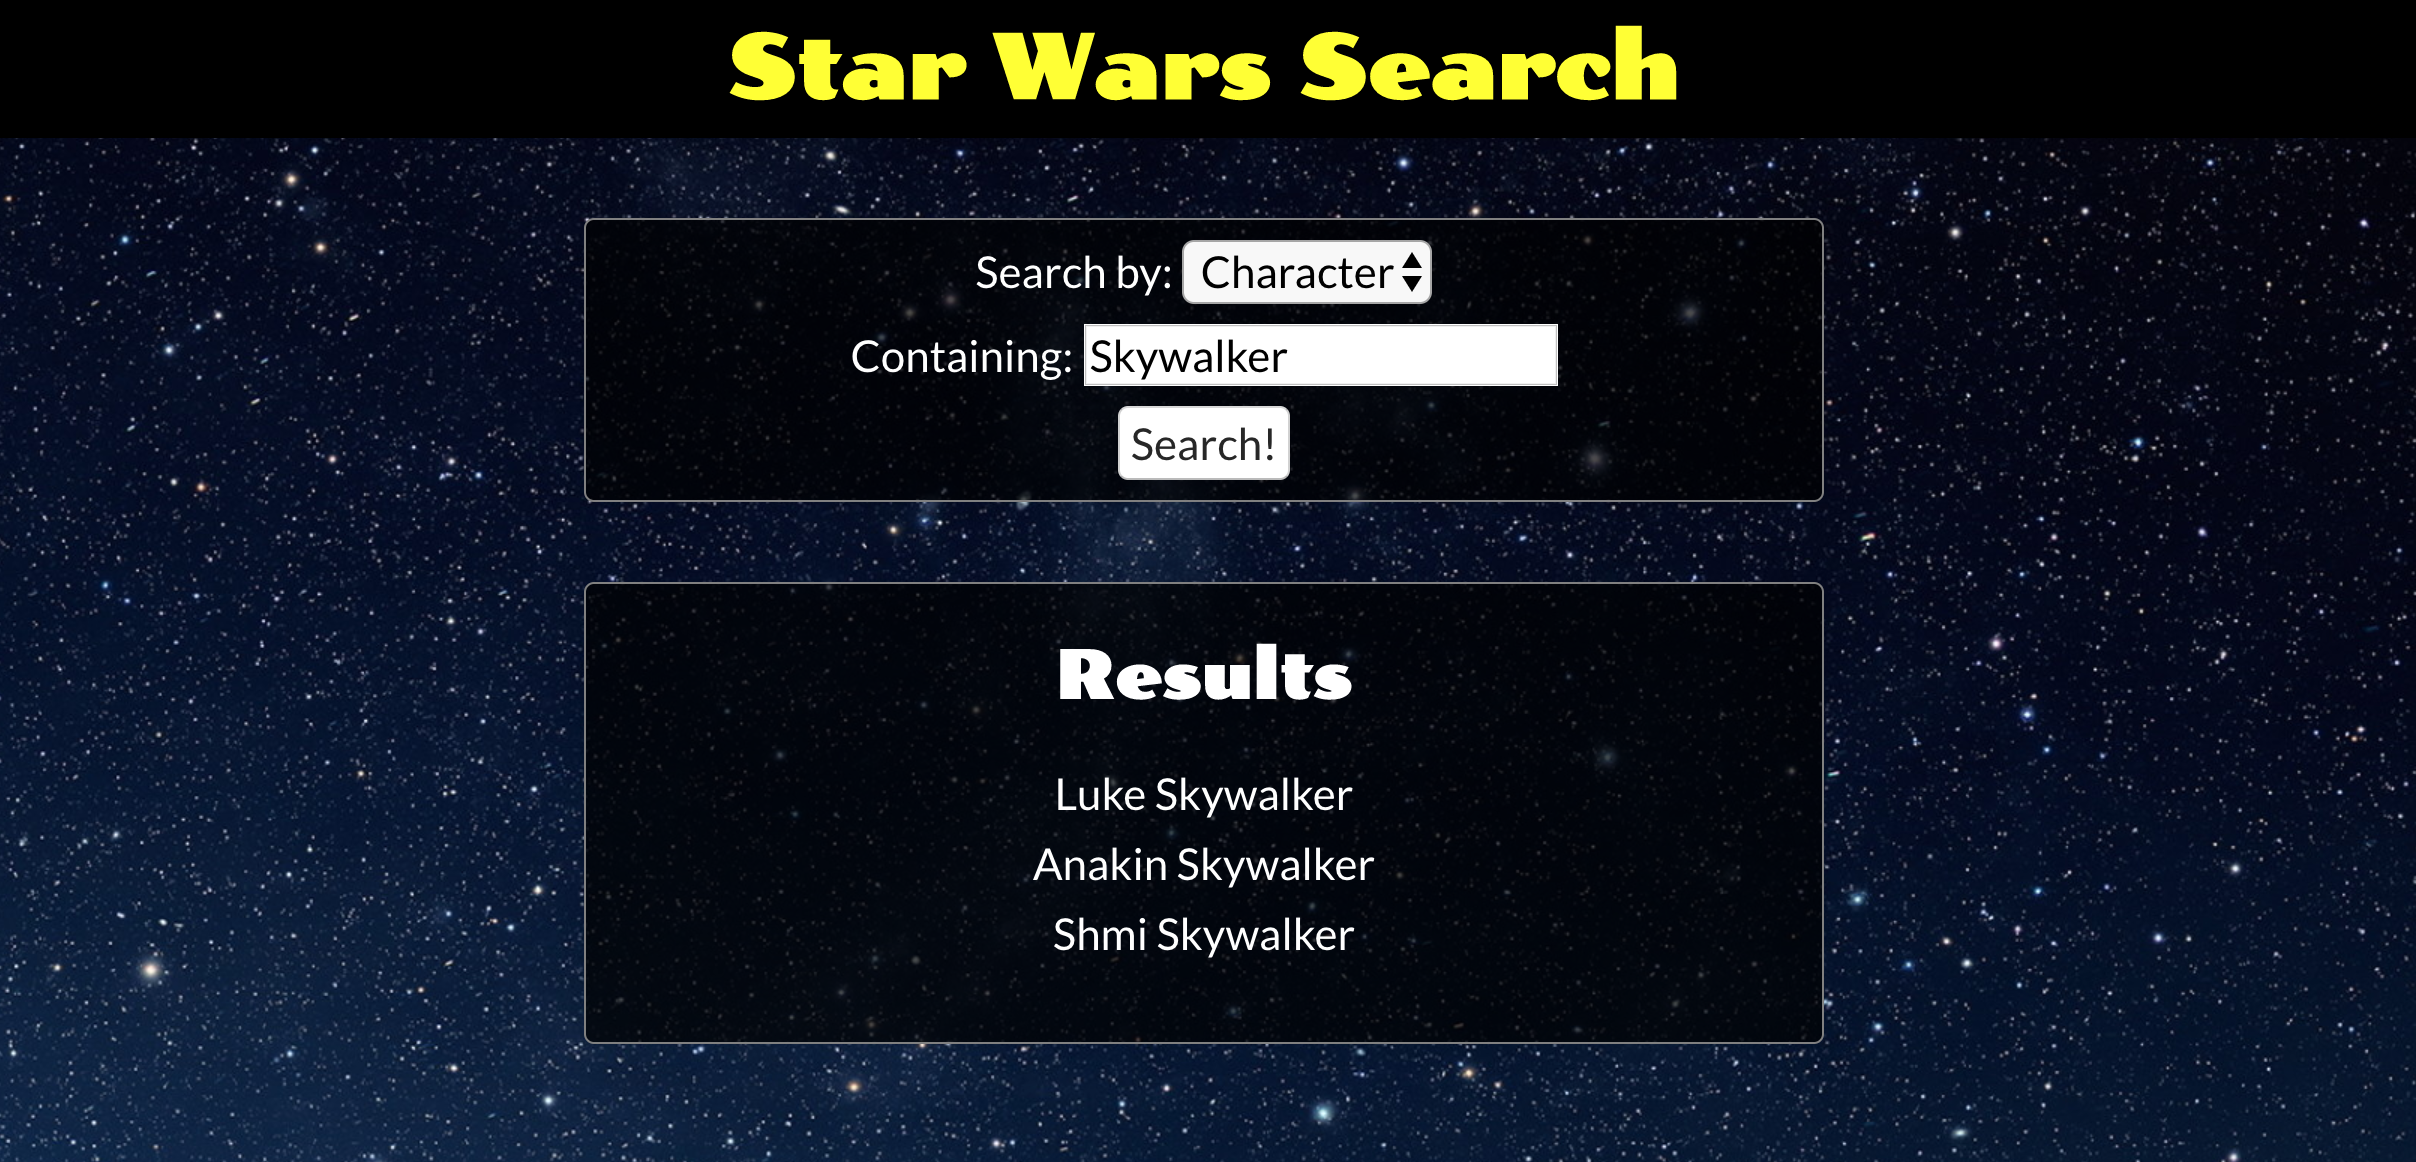 Star Wars Search
Search by: Character
Containing: Skywalker
Search!
Results
Luke Skywalker
Anakin Skywalker
Shmi Skywalker